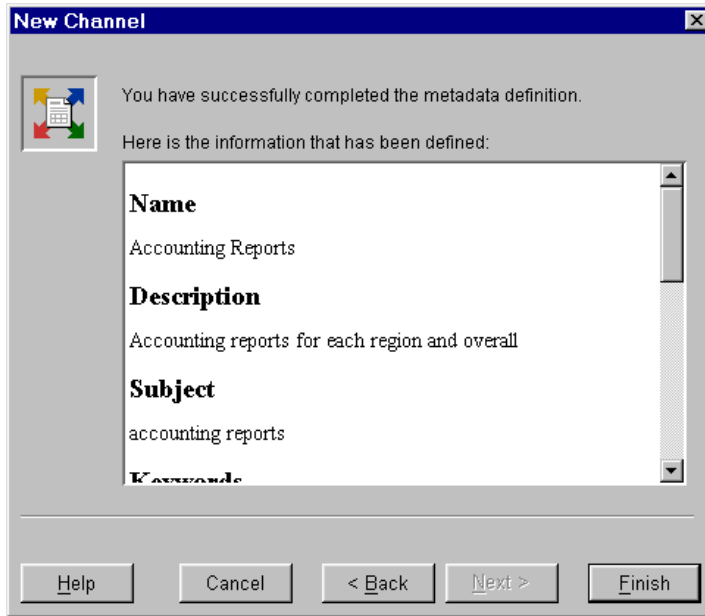 New Channel
You have successfully completed the metadata definition.
Here is the information that has been defined:
Name
Accounting Reports
Description
Accounting reports for each region and overall
Subject
accounting reports
Keywords
Help
Cancel
< Back
Next >
Finish